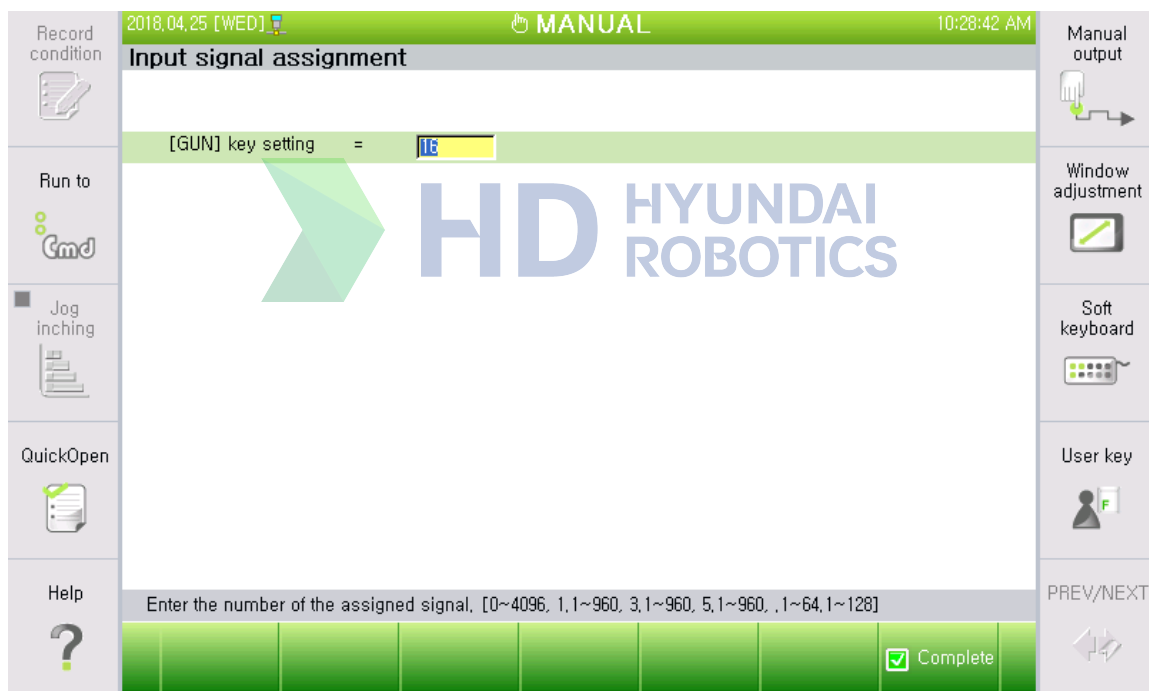 2018,04,25 [WED]
MANUAL
10:28:42 AM
Input signal assignment
[GUN] key setting = 16
HD HYUNDAI
ROBOTICS
Enter the number of the assigned signal, [0~4096, 1,1~960, 3,1~960, 5,1~960, ,1~64,1~128]
Complete
Record
condition
Run to
Cmd
Jog
inching
QuickOpen
Help
?
Manual
output
Window
adjustment
Soft
keyboard
User key
F
PREV/NEXT